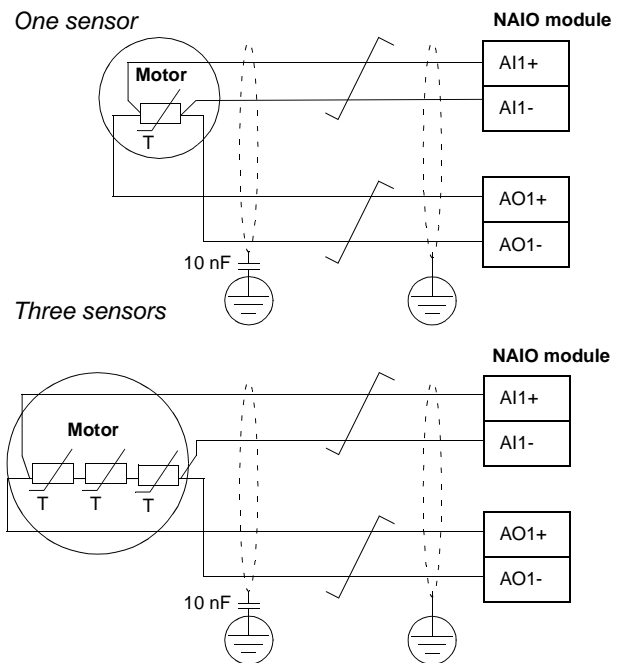 One sensor
NAIO module
Motor
T
AI1+
AI1-
AO1+
AO1-
10 nF
Three sensors
NAIO module
Motor
T T T
AI1+
AI1-
AO1+
AO1-
10 nF